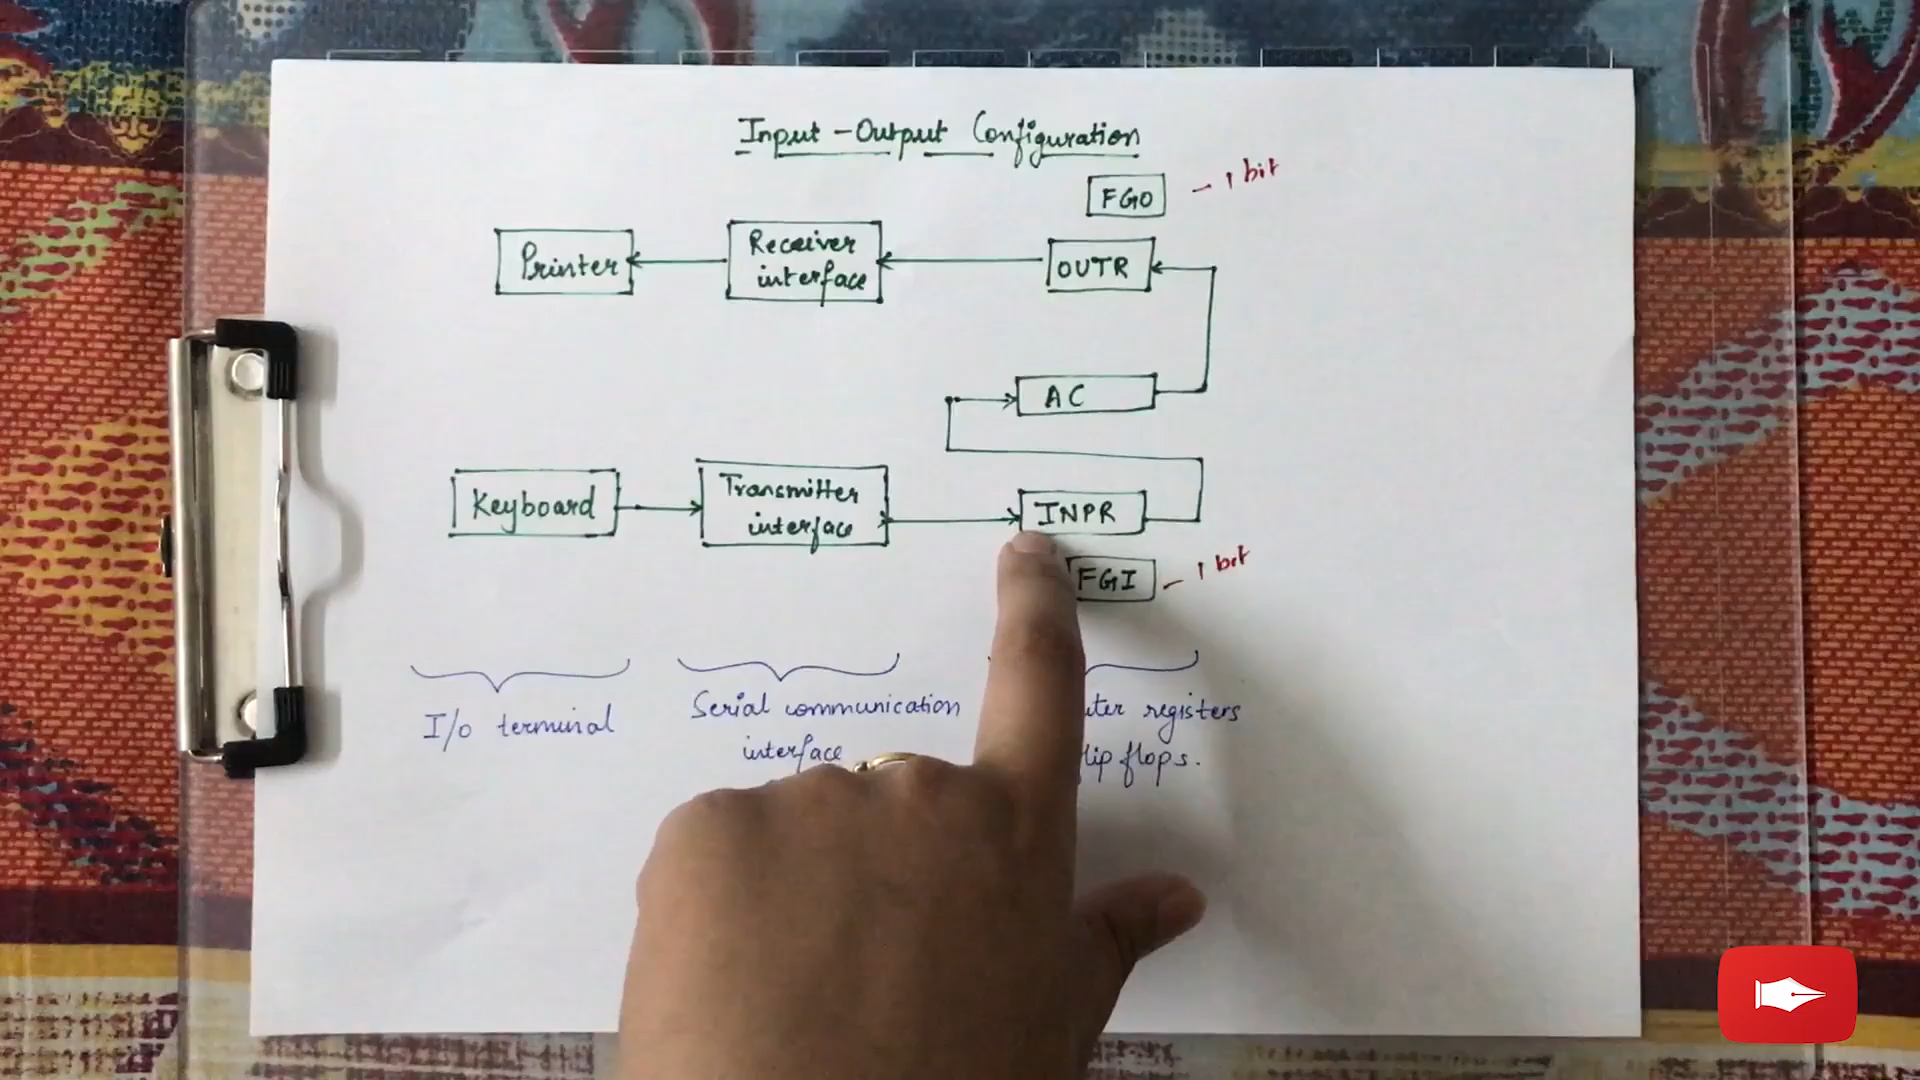 Input - Output Configuration
FGO - 1 bit
Printer
Receiver
interface
OUTR
AC
Keyboard
Transmitter
interface
INPR
FGI - 1 bit
I/o terminal
Serial communication
interface
registers
flops.